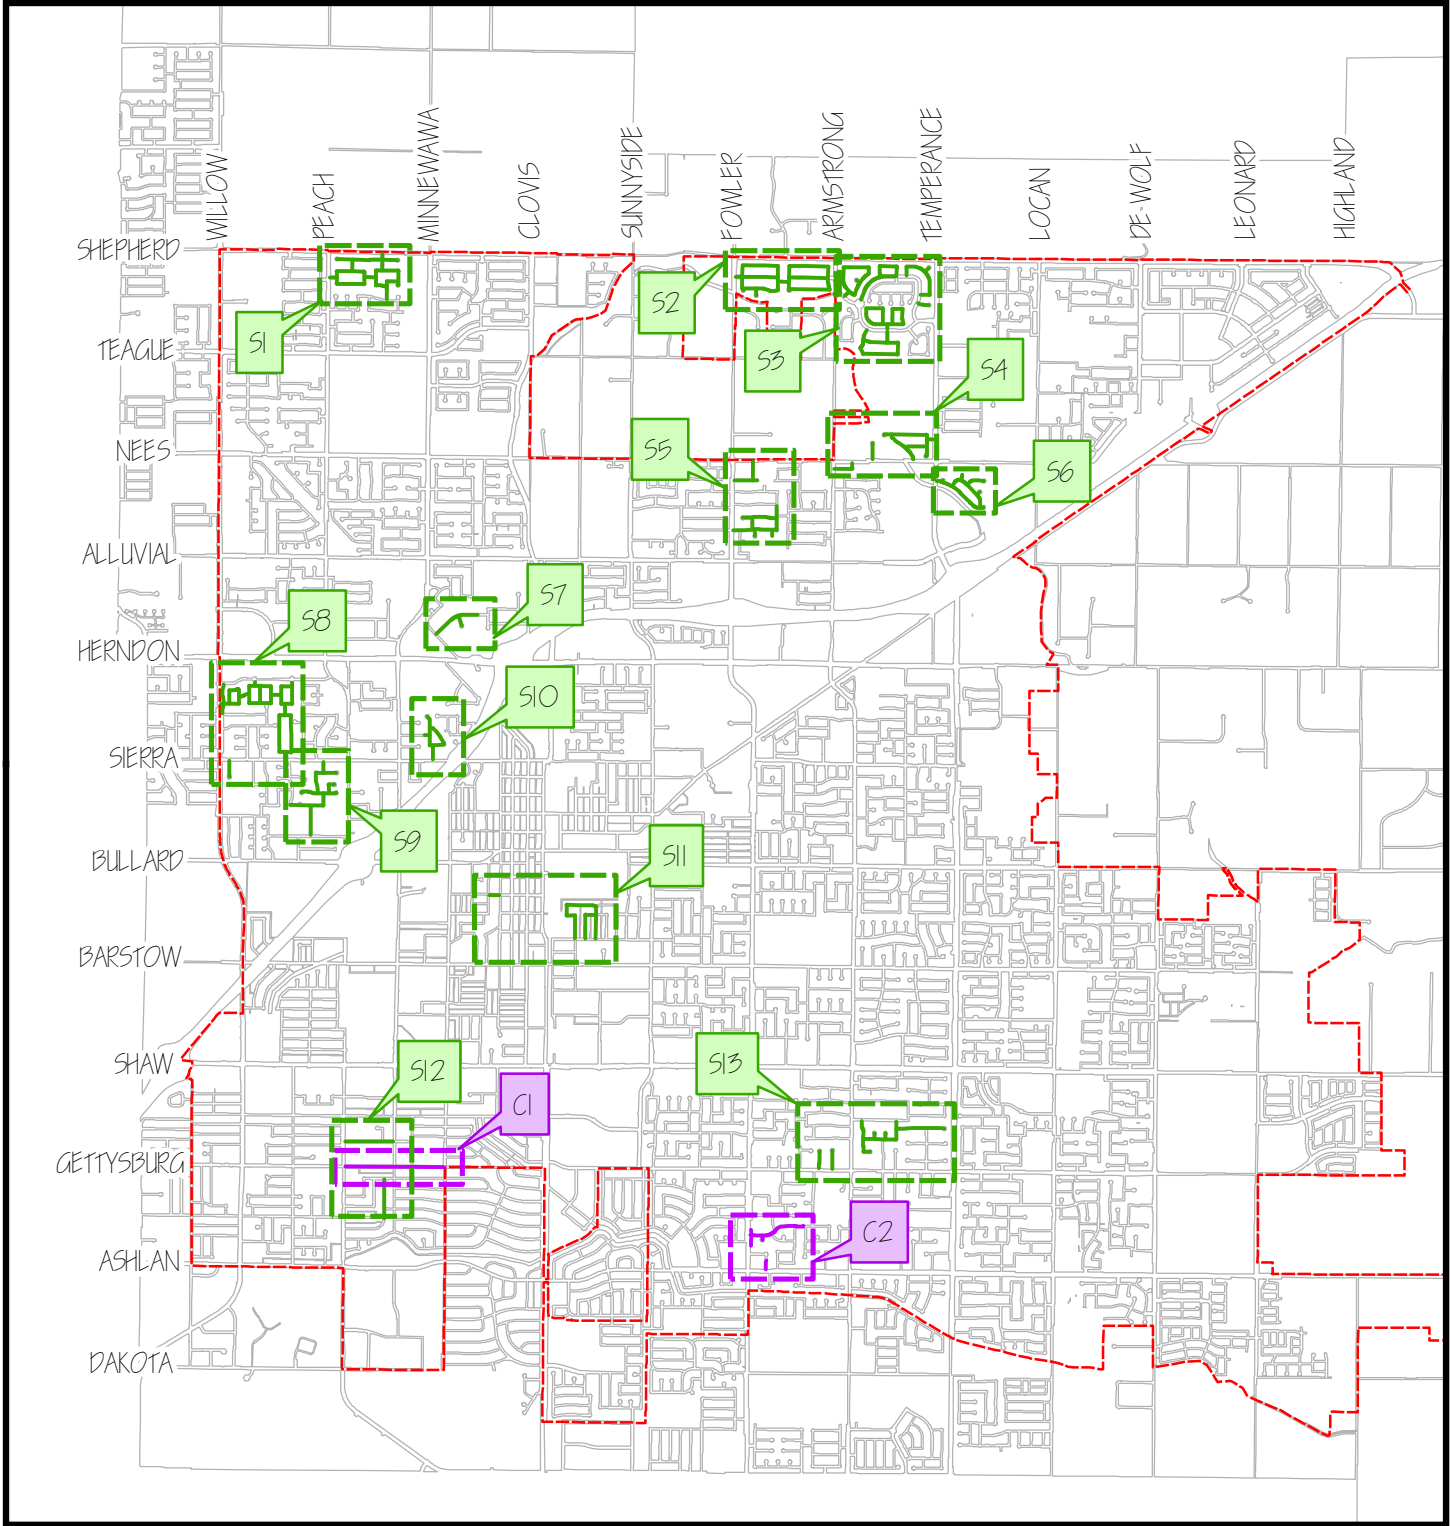 WILLOW
PEACH
MINNEWAWA
CLOVIS
SUNNYSIDE
FOWLER
ARMSTRONG
TEMPERANCE
LOCAN
DE-WOLF
LEONARD
HIGHLAND
SHEPHERD
TEAGUE
NEES
ALLUVIAL
HERNDON
SIERRA
BULLARD
BARSTOW
SHAW
GETTYSBURG
ASHLAN
DAKOTA
S1
S2
S3
S4
S5
S6
S7
S8
S10
S9
S11
S13
S12
C1
C2